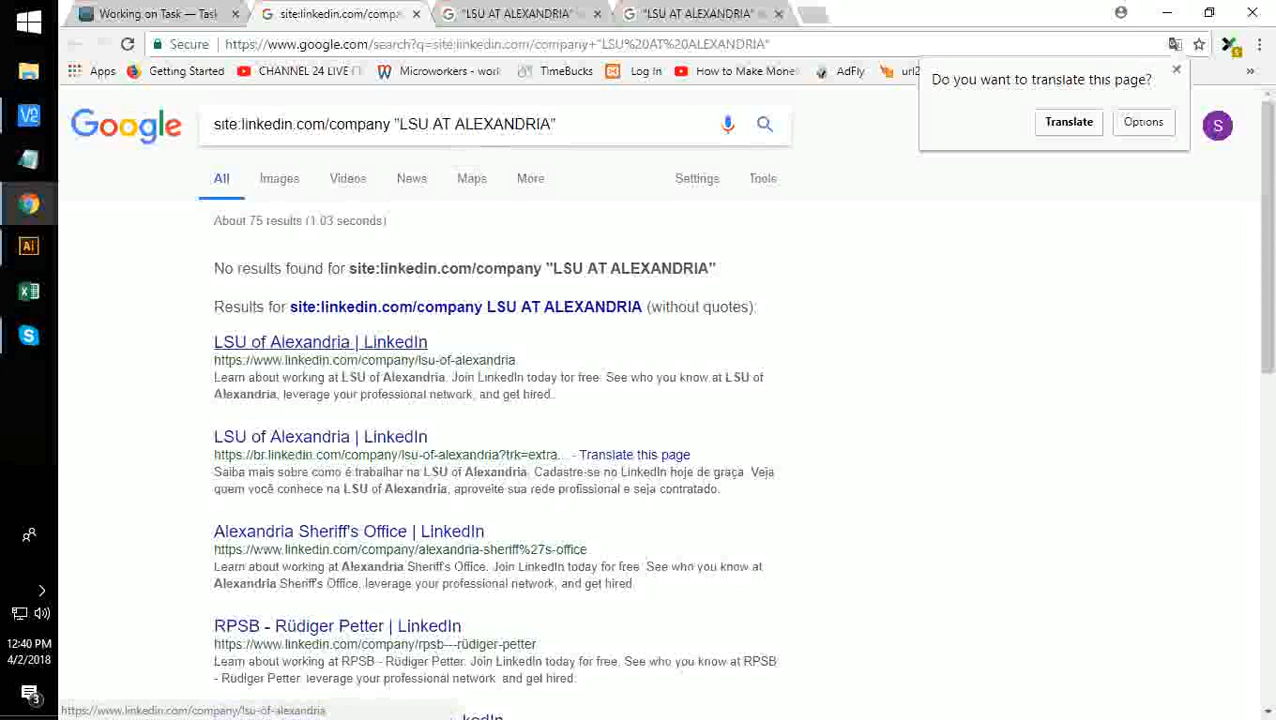 Working on Task — Task
site:linkedin.com/comp
"LSU AT ALEXANDRIA"
"LSU AT ALEXANDRIA"
Secure
https://www.google.com/search?q=site:linkedin.com/company+"LSU%20AT%20ALEXANDRIA"
Apps
Getting Started
CHANNEL 24 LIVE
Microworkers - work
TimeBucks
Log In
How to Make Mone
AdFly
url2
»
Do you want to translate this page?
Translate
Options
Google
site:linkedin.com/company "LSU AT ALEXANDRIA"
S
All
Images
Videos
News
Maps
More
Settings
Tools
About 75 results (1.03 seconds)
No results found for site:linkedin.com/company "LSU AT ALEXANDRIA"
Results for site:linkedin.com/company LSU AT ALEXANDRIA (without quotes):
LSU of Alexandria | LinkedIn
https://www.linkedin.com/company/lsu-of-alexandria
Learn about working at LSU of Alexandria. Join LinkedIn today for free. See who you know at LSU of
Alexandria, leverage your professional network, and get hired.
LSU of Alexandria | LinkedIn
https://br.linkedin.com/company/lsu-of-alexandria?trk=extra... - Translate this page
Saiba mais sobre como é trabalhar na LSU of Alexandria. Cadastre-se no LinkedIn hoje de graça. Veja
quem você conhece na LSU of Alexandria, aproveite sua rede profissional e seja contratado.
Alexandria Sheriff's Office | LinkedIn
https://www.linkedin.com/company/alexandria-sheriff%27s-office
Learn about working at Alexandria Sheriff's Office. Join LinkedIn today for free. See who you know at
Alexandria Sheriff's Office, leverage your professional network, and get hired.
RPSB - Rüdiger Petter | LinkedIn
https://www.linkedin.com/company/rpsb---rüdiger-petter
Learn about working at RPSB - Rüdiger Petter. Join LinkedIn today for free. See who you know at RPSB
- Rüdiger Petter, leverage your professional network, and get hired.
https://www.linkedin.com/company/lsu-of-alexandria
V2
Ai
12:40 PM
4/2/2018
3